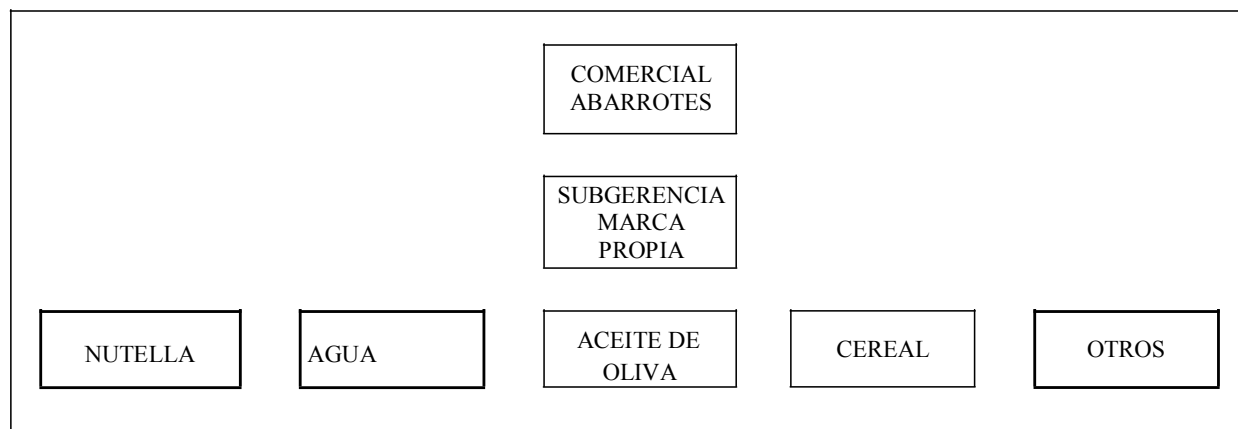 COMERCIAL
ABARROTES
SUBGERENCIA
MARCA
PROPIA
NUTELLA
AGUA
ACEITE DE
OLIVA
CEREAL
OTROS